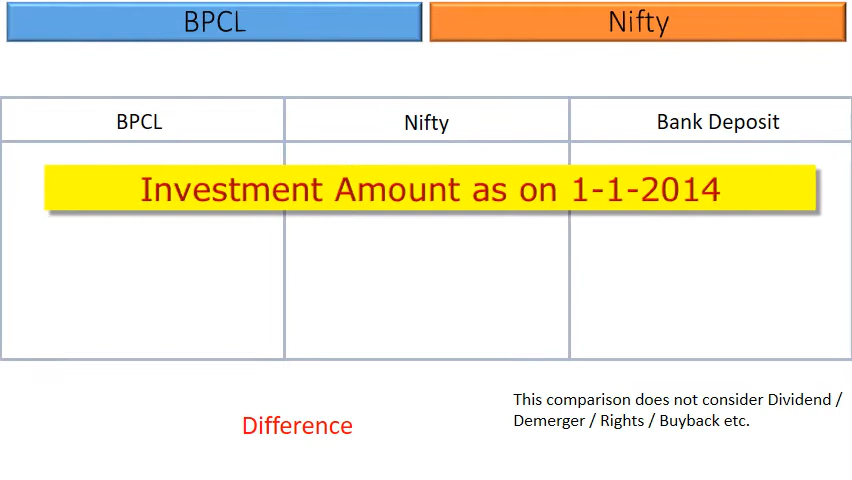 BPCL
Nifty
BPCL
Nifty
Bank Deposit
Investment Amount as on 1-1-2014
Difference
This comparison does not consider Dividend /
Demerger / Rights / Buyback etc.